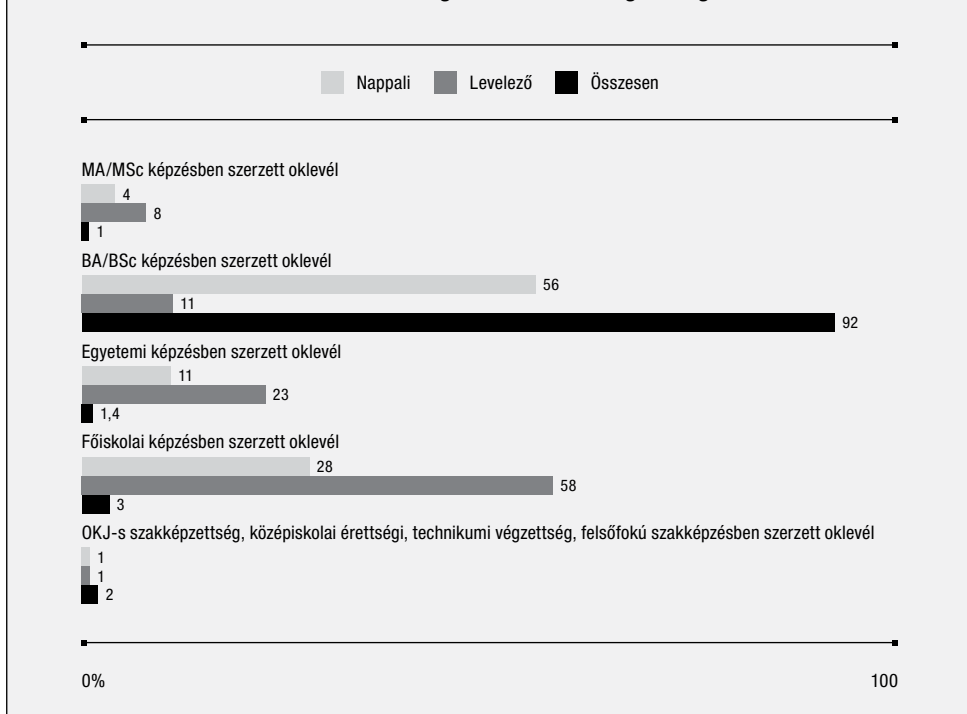 Nappali Levelező Összesen
MA/MSc képzésben szerzett oklevél
4
8
1
BA/BSc képzésben szerzett oklevél
56
11
92
Egyetemi képzésben szerzett oklevél
11
23
1,4
Főiskolai képzésben szerzett oklevél
28
58
3
OKJ-s szakképzettség, középiskolai érettségi, technikumi végzettség, felsőfokú szakképzésben szerzett oklevél
1
1
2
0% 100